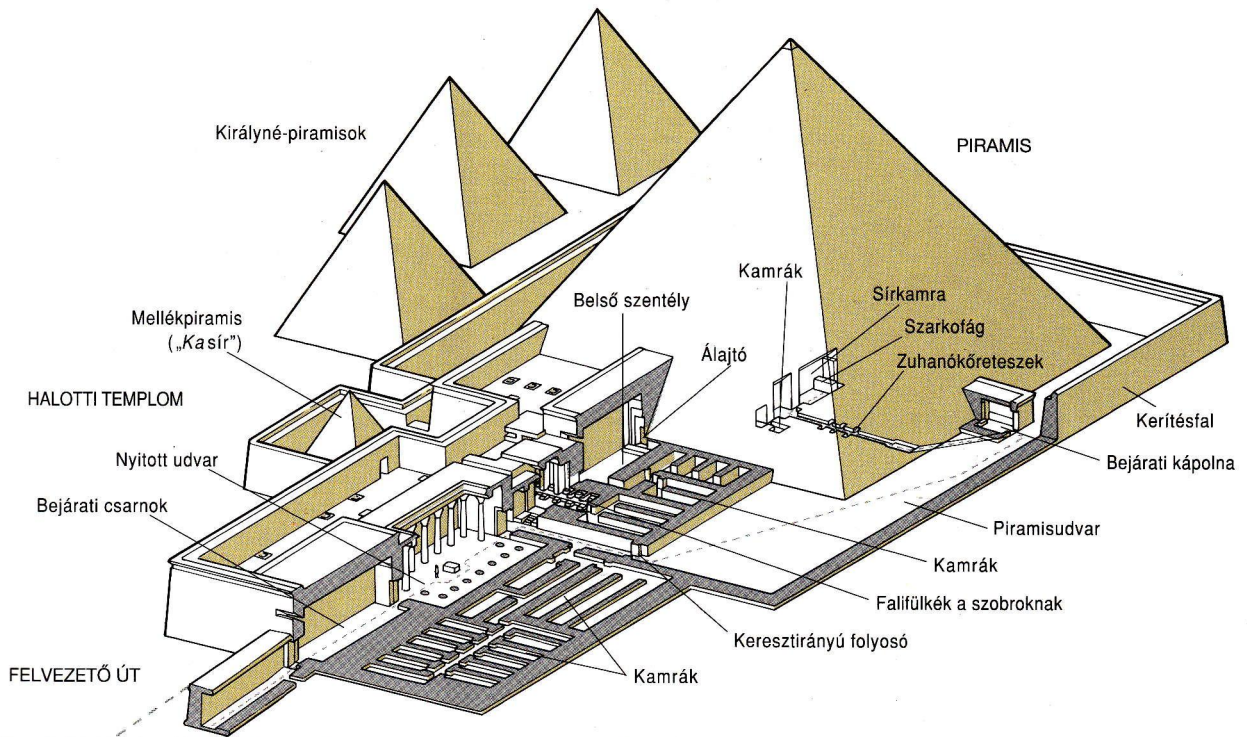 Királyné-piramisok
PIRAMIS
Kamrák
Sírkamra
Belső szentély
Szarkofág
Mellékpiramis
(„Ka sír”)
Álajtó
Zuhanókőreteszek
HALOTTI TEMPLOM
Kerítésfal
Nyitott udvar
Bejárati kápolna
Bejárati csarnok
Piramisudvar
Kamrák
Falifülkék a szobroknak
Keresztirányú folyosó
FELVEZETŐ ÚT
Kamrák